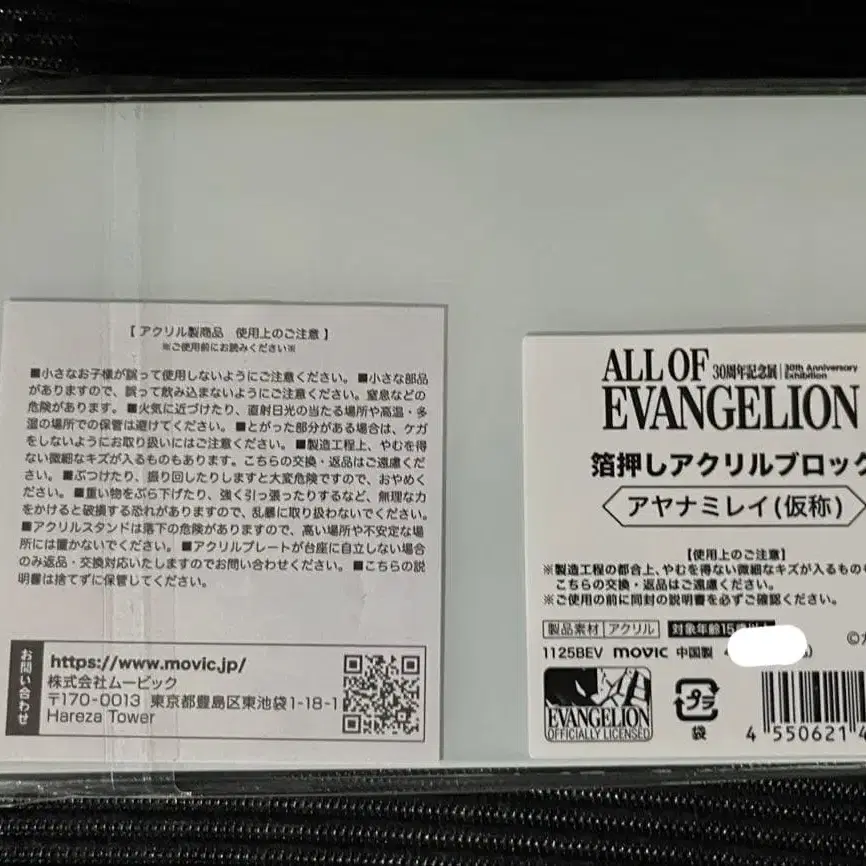 【 アクリル製商品 使用上のご注意 】
※ご使用前にお読みください※
■小さなお子様が誤って使用しないようにご注意ください。 ■小さな部品
がありますので、誤って飲み込まないようにご注意ください。窒息などの
危険があります。 ■火気に近づけたり、直射日光の当たる場所や高温・多
湿の場所での保管は避けてください。 ■とがった部分がある場合は、ケガ
をしないようにお取り扱いにはご注意ください。 ■製造工程上、やむを得
ない微細なキズが入るものもあります。こちらの交換・返品はご遠慮くだ
さい。 ■ぶつけたり、振り回したりしますと大変危険ですので、おやめく
ださい。 ■重い物をぶら下げたり、強く引っ張ったりするなど、無理な力
をかけると破損する恐れがありますので、乱暴に取り扱わないでください。
■アクリルスタンドは落下の危険がありますので、高い場所や不安定な場
所には置かないでください。 ■アクリルプレートが台座に自立しない場合
のみ返品・交換対応いたしますのでお問い合わせください。 ■こちらの説
明書は捨てずに保管してください。
お問い合わせ
https://www.movic.jp/
株式会社ムービック
〒170-0013 東京都豊島区東池袋1-18-1
Hareza Tower
ALL OF 30周年記念展 30th Anniversary Exhibition
EVANGELION
箔押しアクリルブロック
アヤナミレイ(仮称)
【使用上のご注意】
※製造工程の都合上、やむを得ない微細なキズが入るものも
こちらの交換・返品はご遠慮ください。
※ご使用の前に同封の説明書を必ずご確認ください。
製品素材 アクリル 対象年齢15歳以上
1125BEV movic 中国製
EVANGELION
OFFICIALLY LICENSED
プラ
袋
4 550621 4